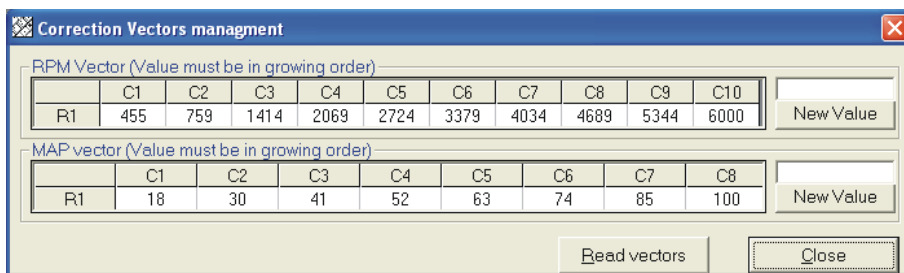 Correction Vectors managment
RPM Vector (Value must be in growing order)
C1 C2 C3 C4 C5 C6 C7 C8 C9 C10
R1 455 759 1414 2069 2724 3379 4034 4689 5344 6000
New Value
MAP vector (Value must be in growing order)
C1 C2 C3 C4 C5 C6 C7 C8
R1 18 30 41 52 63 74 85 100
New Value
Read vectors Close